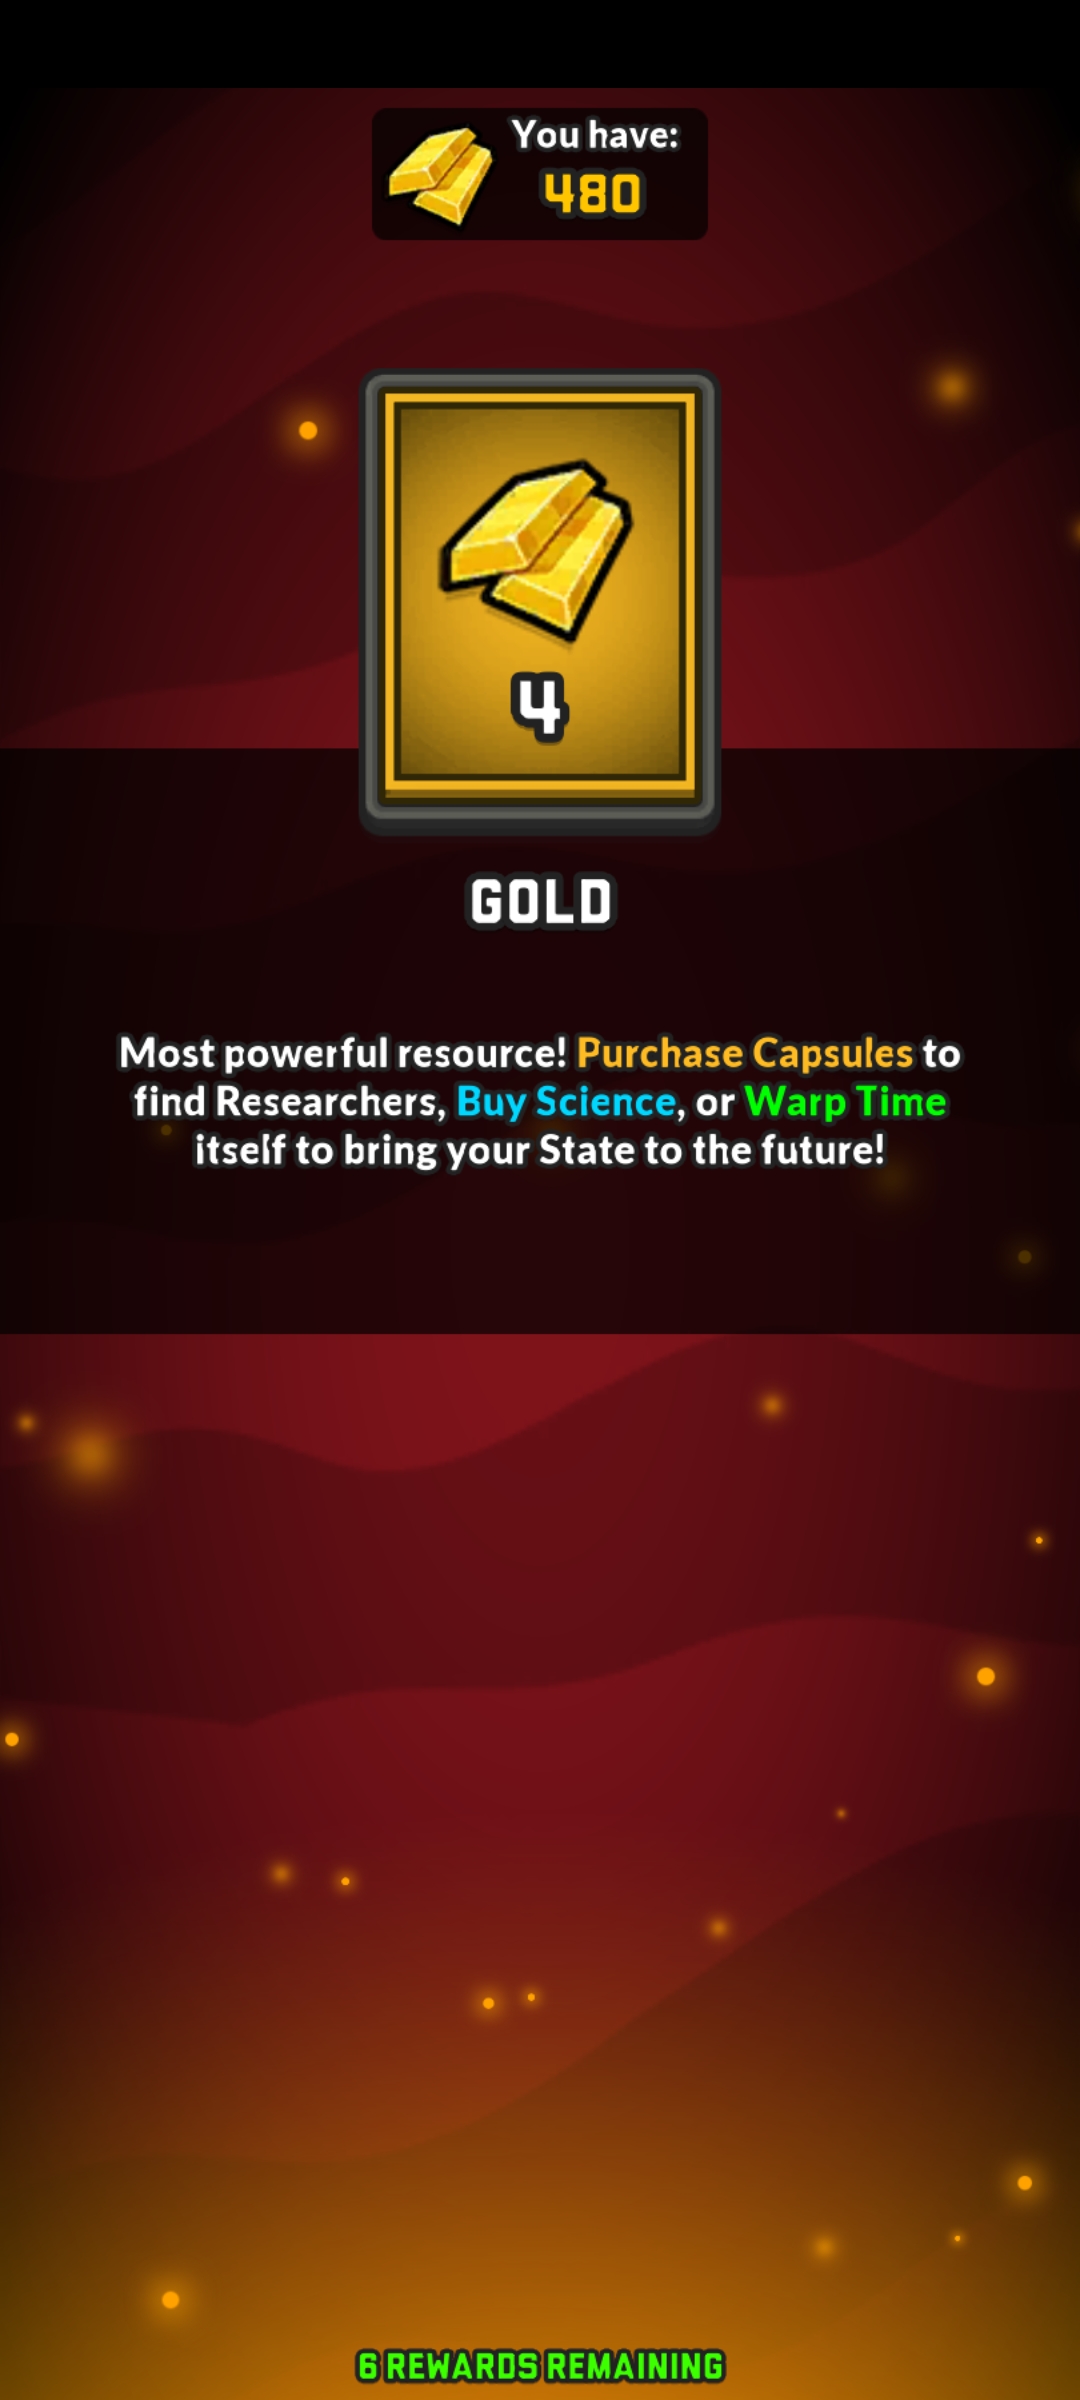 You have:
480
4
GOLD
Most powerful resource! Purchase Capsules to
find Researchers, Buy Science, or Warp Time
itself to bring your State to the future!
6 REWARDS REMAINING